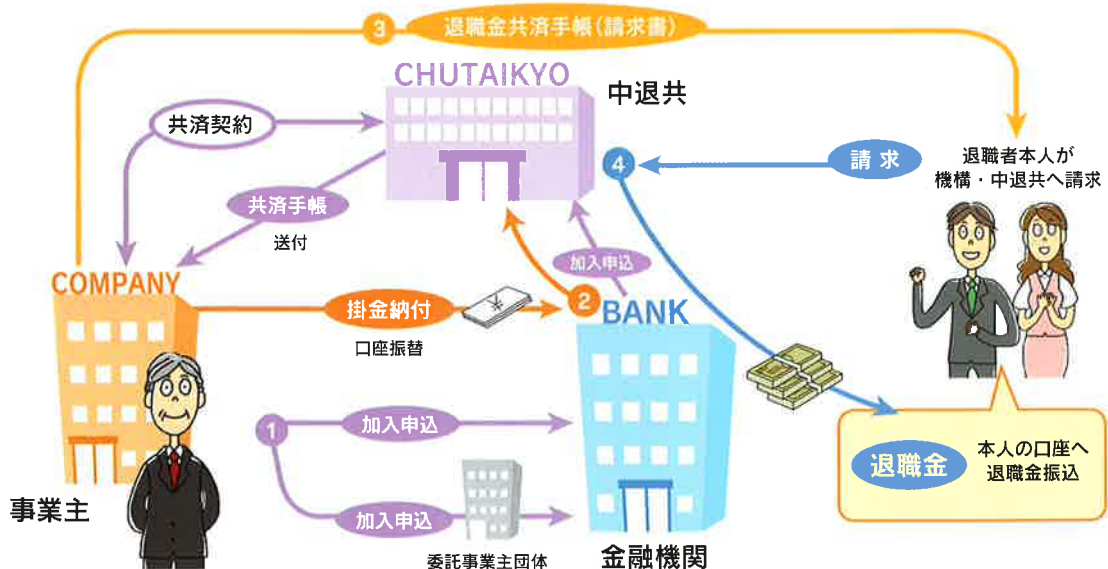 3 退職金共済手帳(請求書)
CHUTAIKYO
中退共
共済契約
4
請求
退職者本人が
機構・中退共へ請求
共済手帳
送付
加入申込
COMPANY
掛金納付
¥
2
BANK
口座振替
1
加入申込
加入申込
委託事業主団体
事業主
金融機関
退職金
本人の口座へ
退職金振込